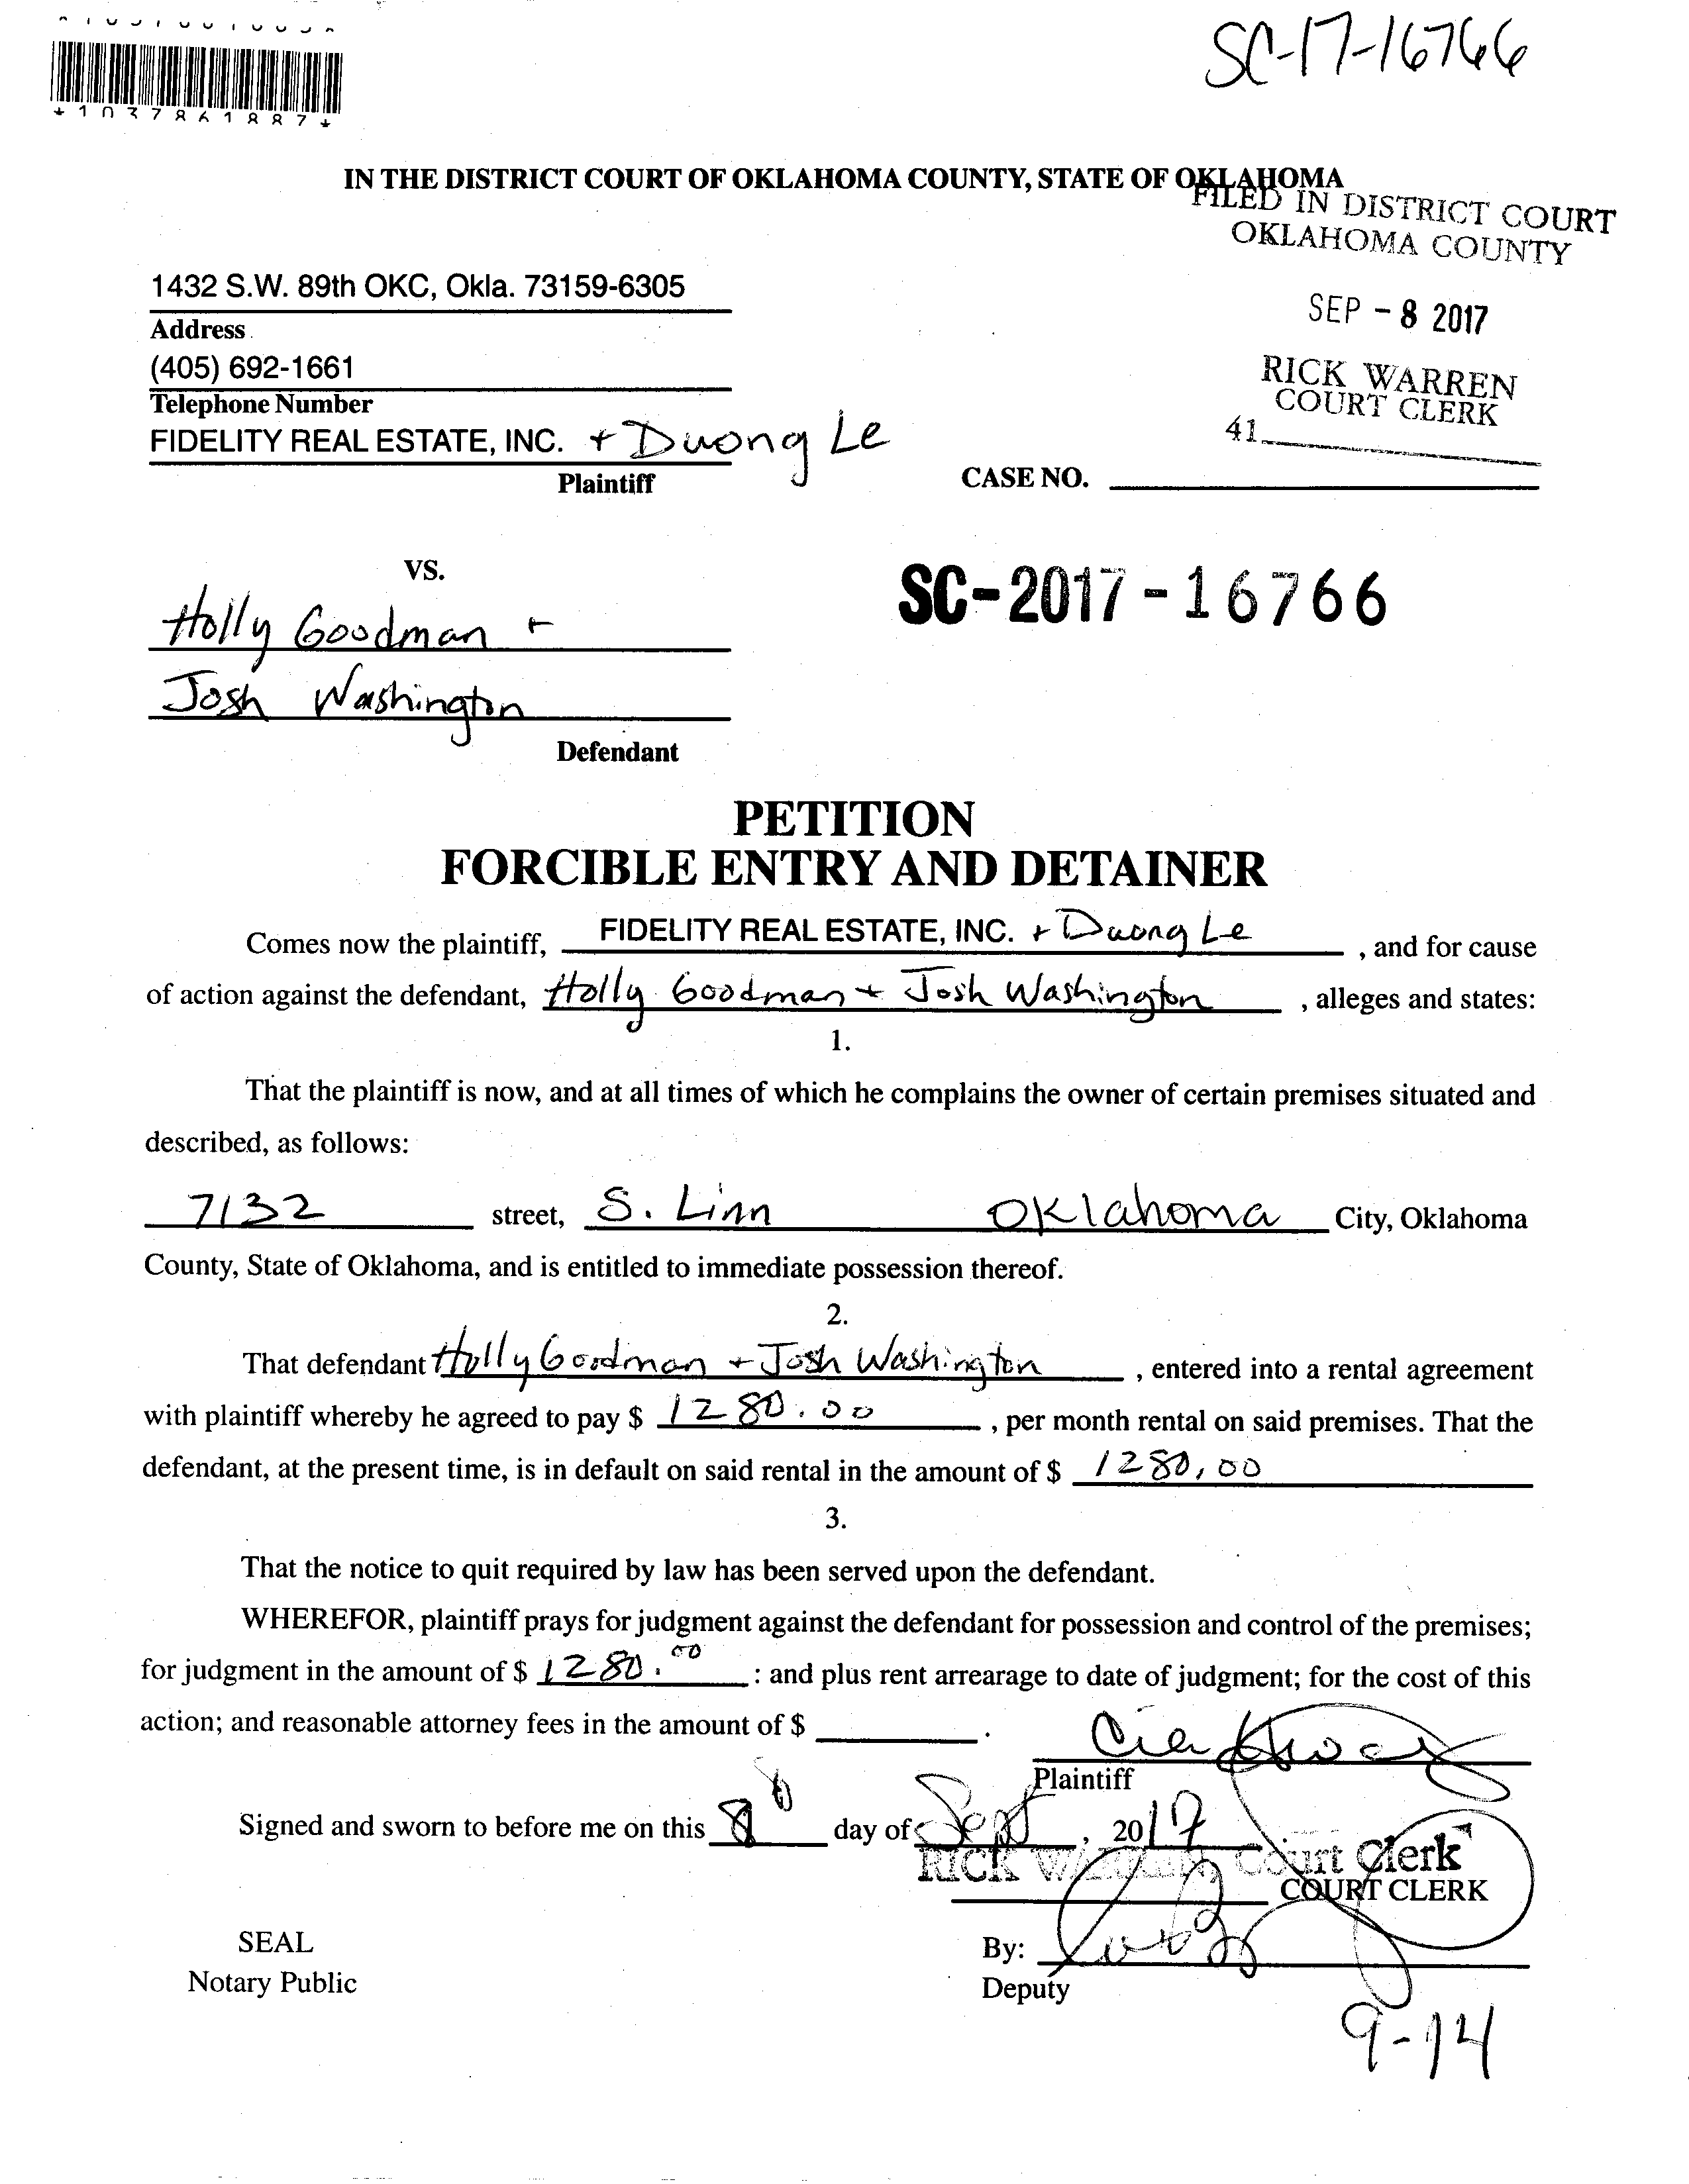 SC-17-16766
*1037861887*
IN THE DISTRICT COURT OF OKLAHOMA COUNTY, STATE OF OKLAHOMA
FILED IN DISTRICT COURT
OKLAHOMA COUNTY
SEP - 8 2017
RICK WARREN
COURT CLERK
41
1432 S.W. 89th OKC, Okla. 73159-6305
Address
(405) 692-1661
Telephone Number
FIDELITY REAL ESTATE, INC. + Duong Le
Plaintiff
CASE NO.
VS.
SC-2017-16766
Holly Goodman +
Josh Washington
Defendant
PETITION
FORCIBLE ENTRY AND DETAINER
Comes now the plaintiff, FIDELITY REAL ESTATE, INC. + Duong Le , and for cause
of action against the defendant, Holly Goodman + Josh Washington , alleges and states:
1.
That the plaintiff is now, and at all times of which he complains the owner of certain premises situated and
described, as follows:
7132 street, S. Linn Oklahoma City, Oklahoma
County, State of Oklahoma, and is entitled to immediate possession thereof.
2.
That defendant Holly Goodman + Josh Washington , entered into a rental agreement
with plaintiff whereby he agreed to pay $ 1280.00 , per month rental on said premises. That the
defendant, at the present time, is in default on said rental in the amount of $ 1280,00
3.
That the notice to quit required by law has been served upon the defendant.
WHEREFOR, plaintiff prays for judgment against the defendant for possession and control of the premises;
for judgment in the amount of $ 1280.00 : and plus rent arrearage to date of judgment; for the cost of this
action; and reasonable attorney fees in the amount of $ .
Plaintiff
Signed and sworn to before me on this 8 day of Sept , 2017
RICK WARREN Court Clerk
COURT CLERK
SEAL
Notary Public
By:
Deputy
9-14